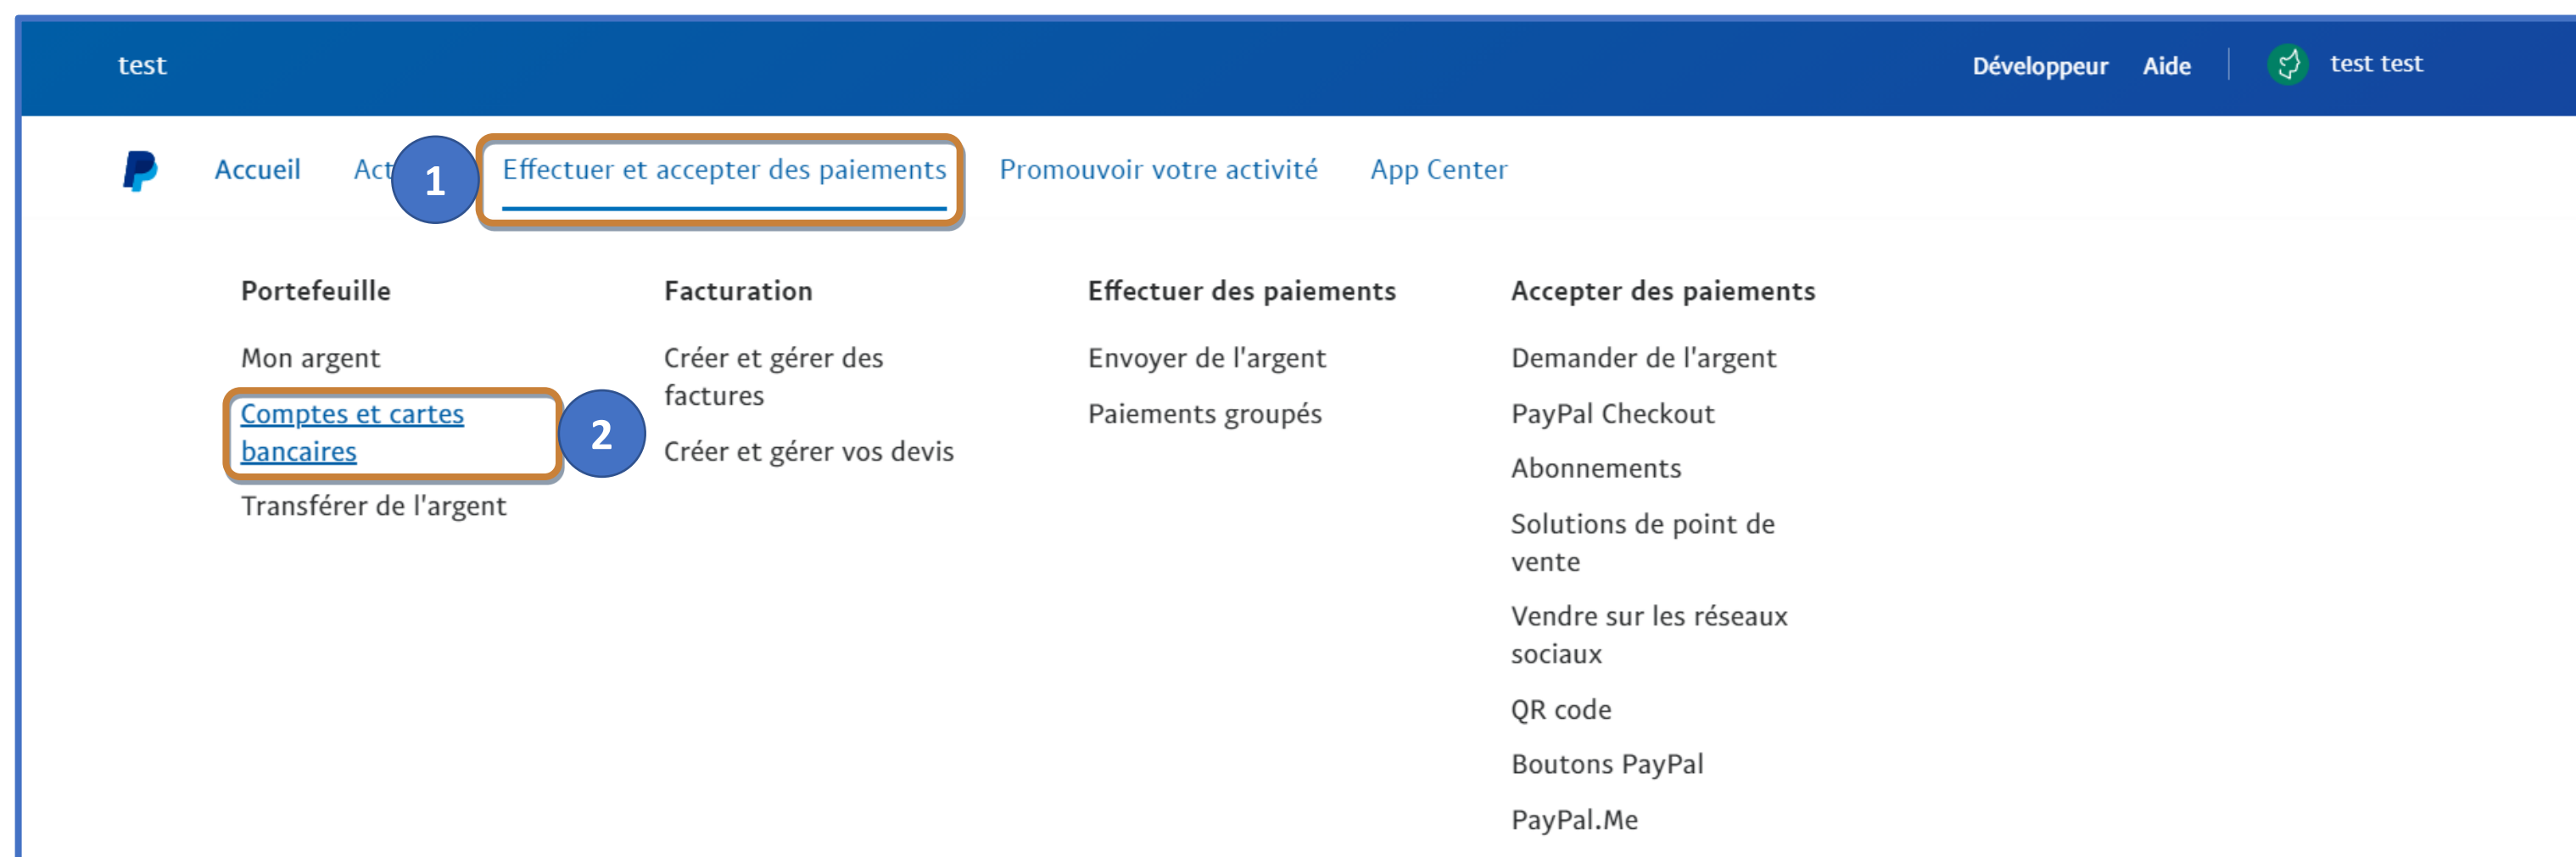 test
Développeur Aide test test
Accueil 1 Effectuer et accepter des paiements Promouvoir votre activité App Center
Portefeuille
Mon argent
Comptes et cartes
bancaires
2
Transférer de l'argent
Facturation
Créer et gérer des
factures
Créer et gérer vos devis
Effectuer des paiements
Envoyer de l'argent
Paiements groupés
Accepter des paiements
Demander de l'argent
PayPal Checkout
Abonnements
Solutions de point de
vente
Vendre sur les réseaux
sociaux
QR code
Boutons PayPal
PayPal.Me